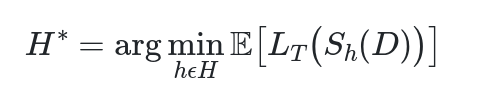 H* = arg min_{hϵH} 𝔼[L_T(S_h(D))]